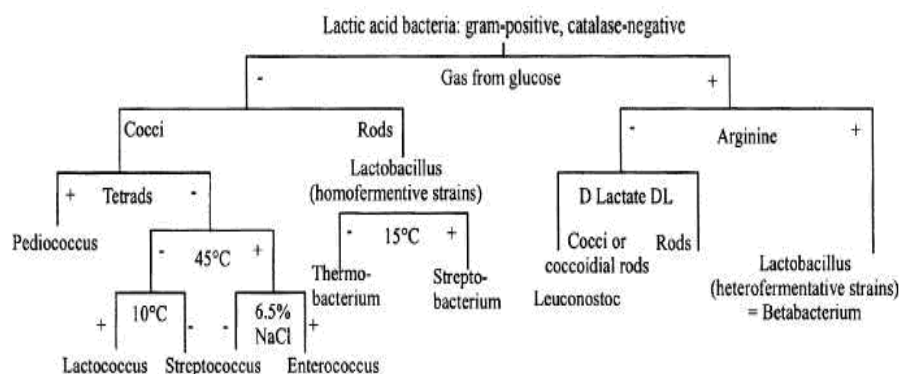 Lactic acid bacteria: gram-positive, catalase-negative
- Gas from glucose +
Cocci Rods - Arginine +
Lactobacillus
(homofermentive strains)
+ Tetrads - D Lactate DL
Pediococcus - 15°C + Cocci or Rods
coccoidial rods
- 45°C + Thermo-
bacterium Strepto-
bacterium Leuconostoc Lactobacillus
(heterofermentative strains)
= Betabacterium
+ 10°C - - 6.5%
NaCl +
Lactococcus Streptococcus Enterococcus